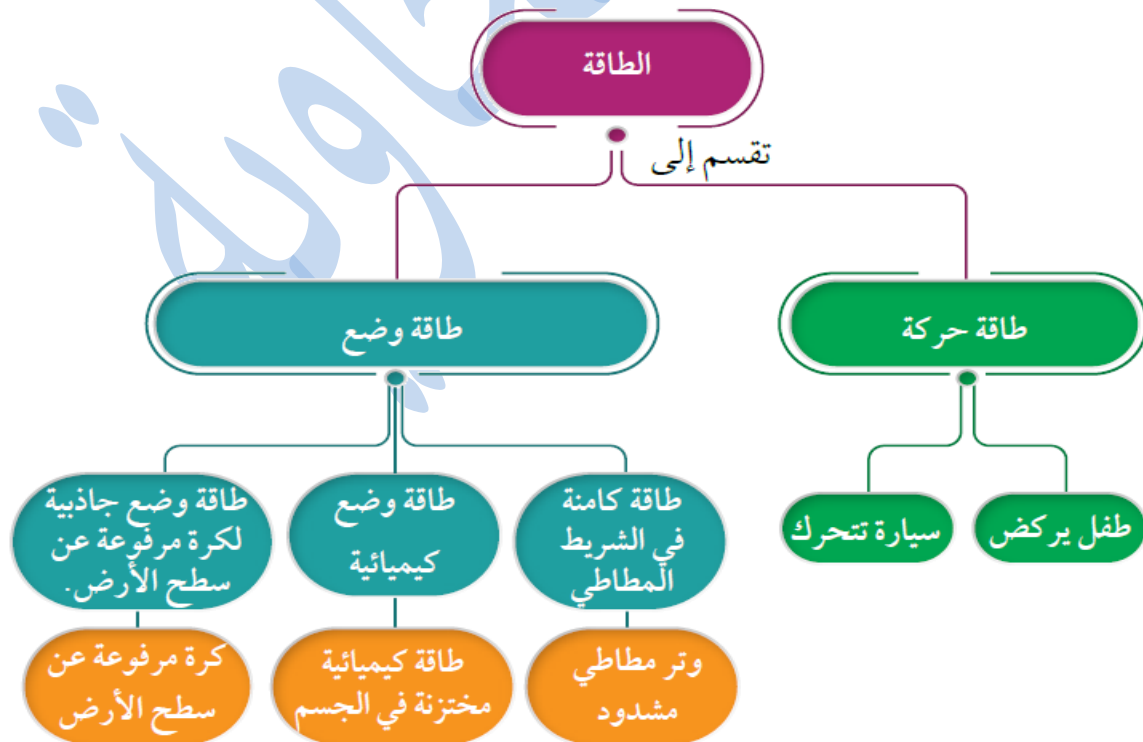 الطاقة
تقسم إلى
طاقة حركة
طاقة وضع
طفل يركض
سيارة تتحرك
طاقة كامنة
في الشريط
المطاطي
طاقة وضع
كيميائية
طاقة وضع جاذبية
لكرة مرفوعة عن
سطح الأرض.
وتر مطاطي
مشدود
طاقة كيميائية
مختزنة في الجسم
كرة مرفوعة عن
سطح الأرض